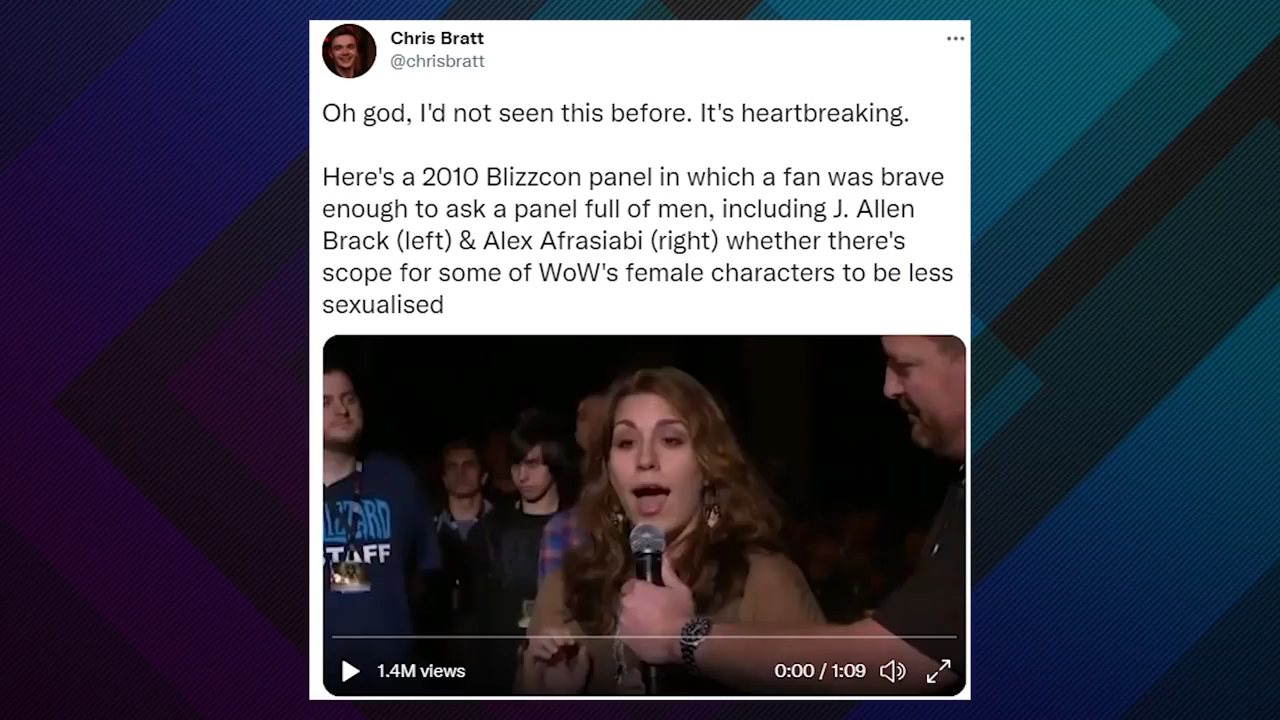 Chris Bratt
@chrisbratt
Oh god, I'd not seen this before. It's heartbreaking.
Here's a 2010 Blizzcon panel in which a fan was brave
enough to ask a panel full of men, including J. Allen
Brack (left) & Alex Afrasiabi (right) whether there's
scope for some of WoW's female characters to be less
sexualised
STAFF
1.4M views
0:00 / 1:09